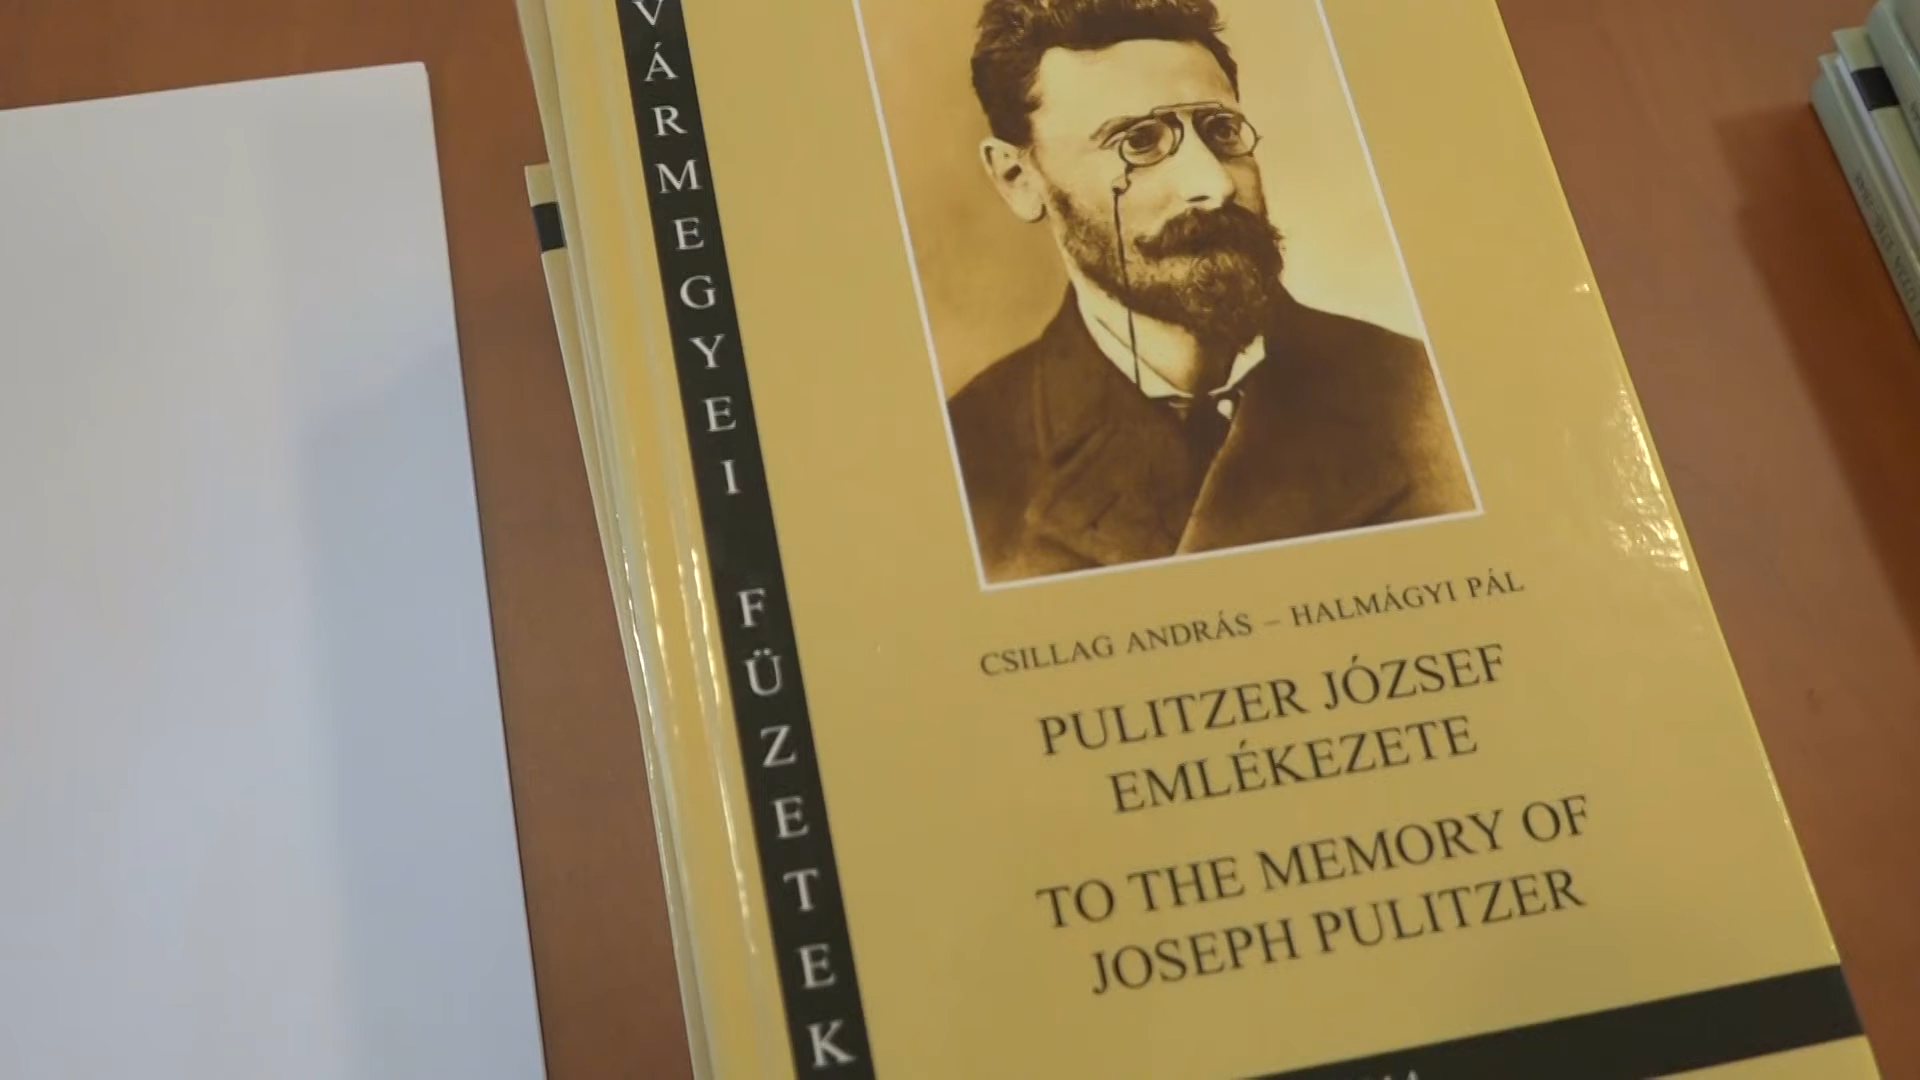 VÁRMEGYEI FÜZETEK
CSILLAG ANDRÁS – HALMÁGYI PÁL
PULITZER JÓZSEF
EMLÉKEZETE
TO THE MEMORY OF
JOSEPH PULITZER